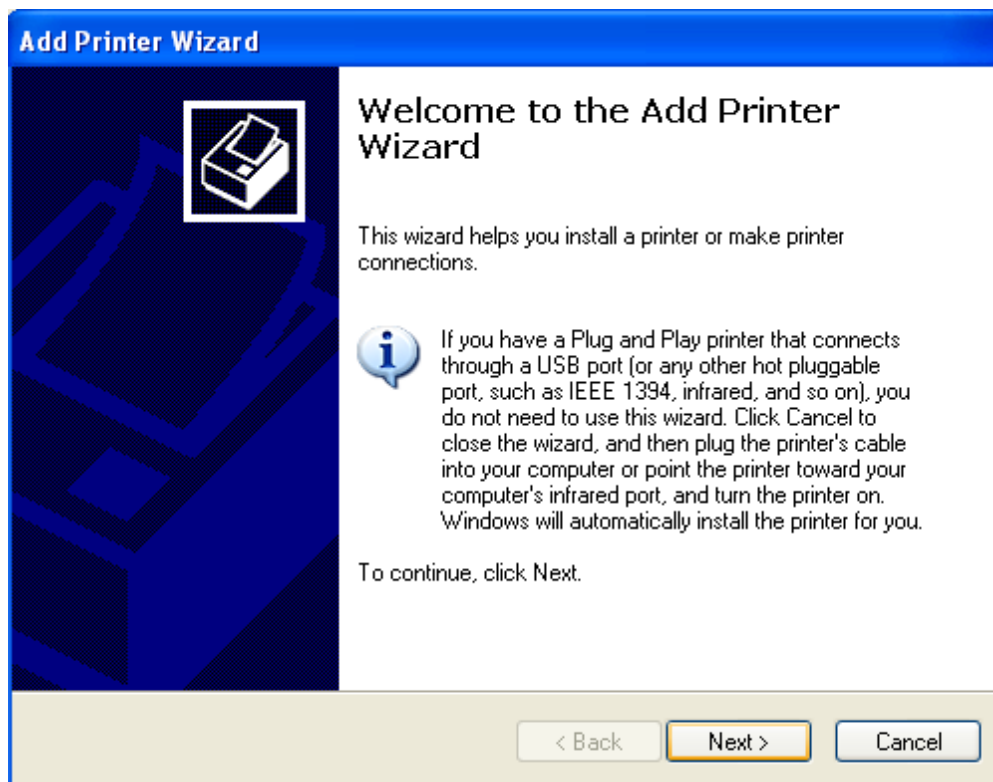 Add Printer Wizard
Welcome to the Add Printer
Wizard
This wizard helps you install a printer or make printer
connections.
If you have a Plug and Play printer that connects
through a USB port (or any other hot pluggable
port, such as IEEE 1394, infrared, and so on), you
do not need to use this wizard. Click Cancel to
close the wizard, and then plug the printer's cable
into your computer or point the printer toward your
computer's infrared port, and turn the printer on.
Windows will automatically install the printer for you.
To continue, click Next.
< Back
Next >
Cancel